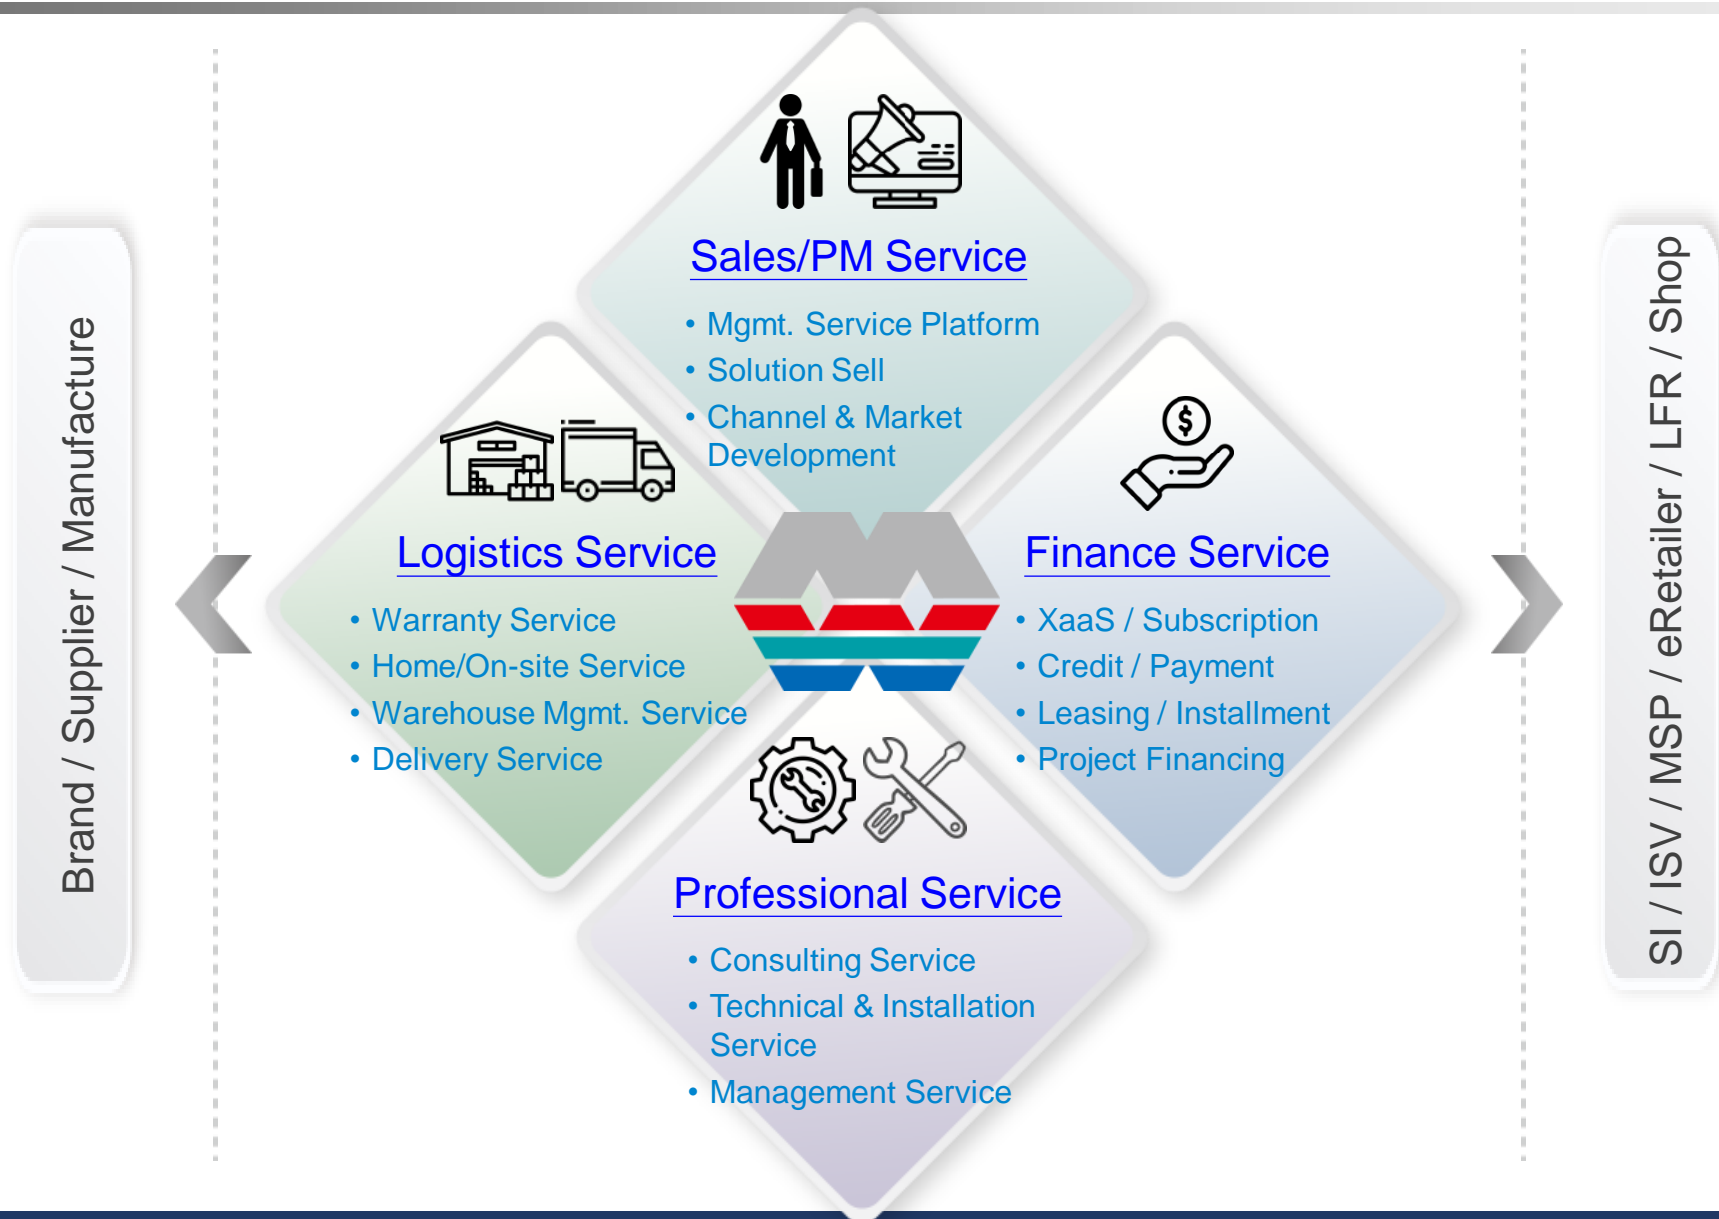 Brand / Supplier / Manufacture
Sales/PM Service
• Mgmt. Service Platform
• Solution Sell
• Channel & Market
Development
Logistics Service
• Warranty Service
• Home/On-site Service
• Warehouse Mgmt. Service
• Delivery Service
$
Finance Service
• XaaS / Subscription
• Credit / Payment
• Leasing / Installment
• Project Financing
Professional Service
• Consulting Service
• Technical & Installation
Service
• Management Service
SI / ISV / MSP / eRetailer / LFR / Shop